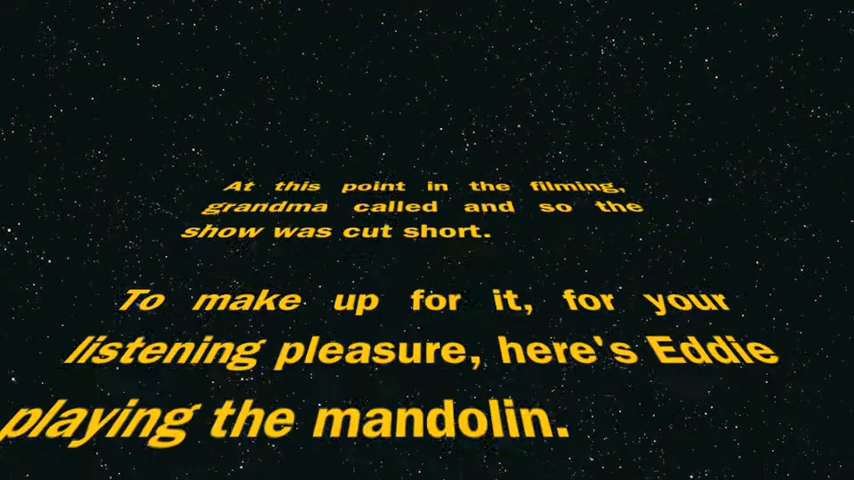 At this point in the filming,
grandma called and so the
show was cut short.
To make up for it, for your
listening pleasure, here's Eddie
playing the mandolin.